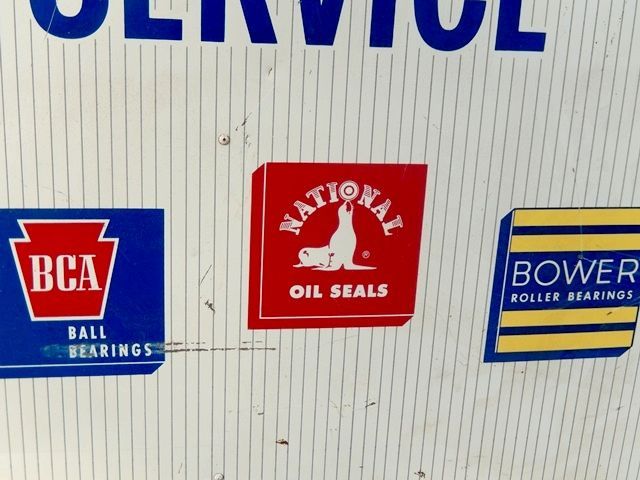 SERVICE
BCA
BALL
BEARINGS
NATIONAL
®
OIL SEALS
BOWER
ROLLER BEARINGS